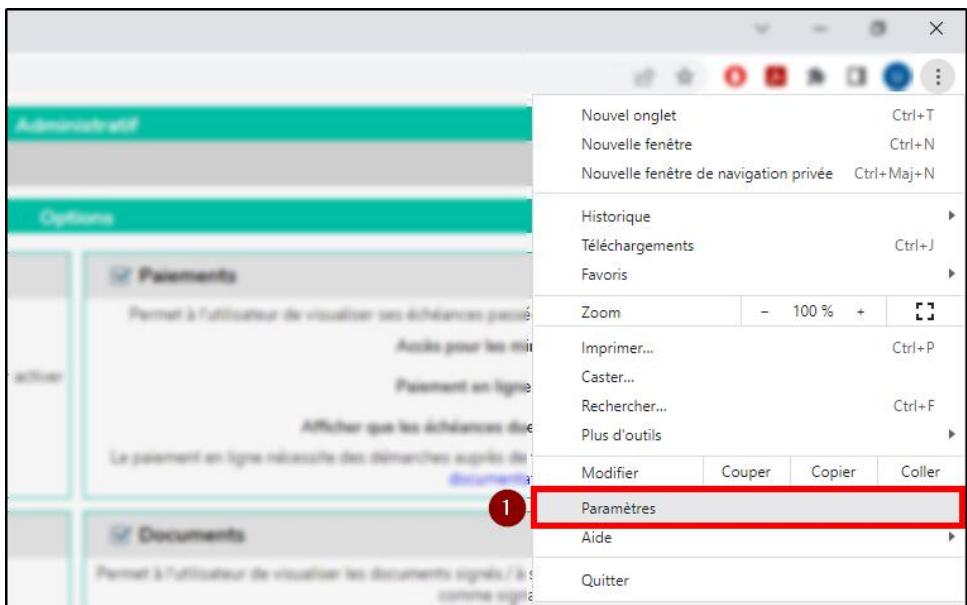 Administratif
Nouvel onglet Ctrl+T
Nouvelle fenêtre Ctrl+N
Nouvelle fenêtre de navigation privée Ctrl+Maj+N
Options
Historique
Téléchargements Ctrl+J
Paiements
Favoris
Permet à l'utilisateur de visualiser ses échéances passé
Zoom - 100 % +
Accès pour les min
Imprimer... Ctrl+P
activer
Caster...
Paiement en ligne
Rechercher... Ctrl+F
Afficher que les échéances due
Plus d'outils
Le paiement en ligne nécessite des démarches auprès de
documenta
Modifier Couper Copier Coller
1 Paramètres
Documents
Aide
Permet à l'utilisateur de visualiser les documents signés / à s
Quitter
comme signa